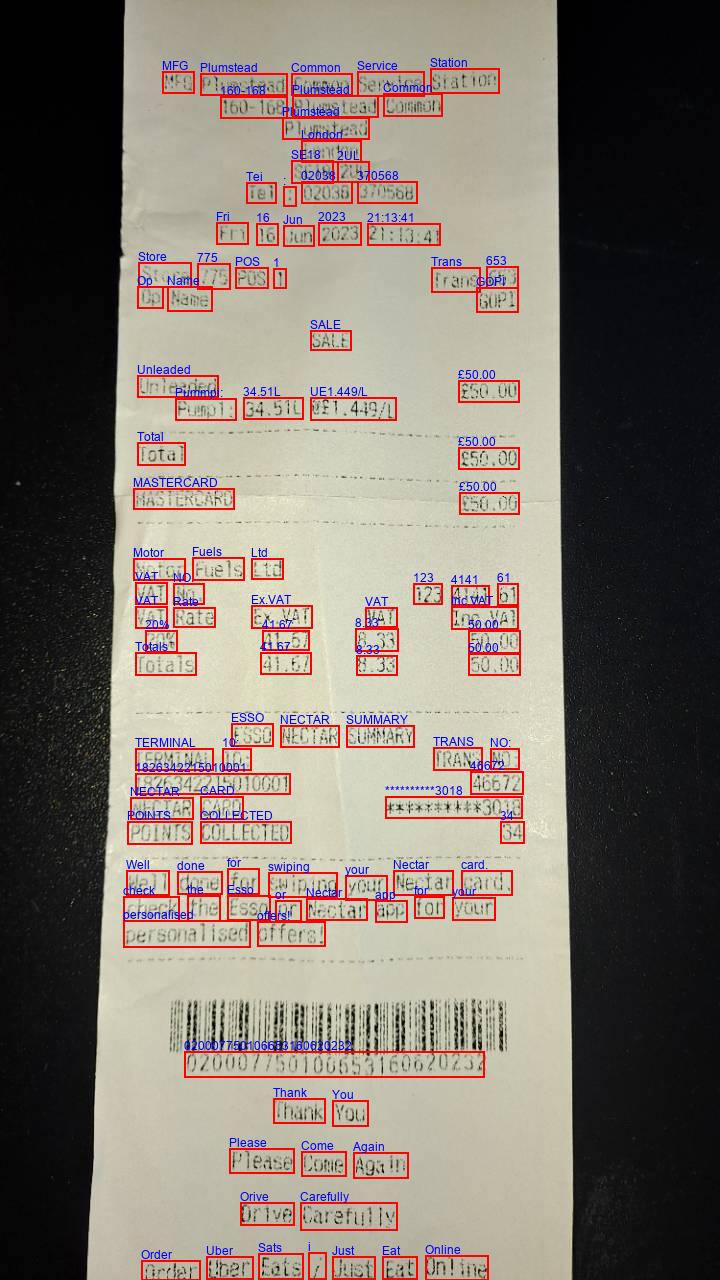 MFG Plumstead Common Service Station
160-168 Plumstead Common
Plumstead
London
SE18 2UL
Tel : 02038 370568
Fri 16 Jun 2023 21:13:41
Store 775 POS 1 Trans 653
Op Name GOPI
SALE
Unleaded £50.00
Pump1: 34.51L @£1.449/L
Total £50.00
MASTERCARD £50.00
Motor Fuels Ltd
VAT No. 123 4141 61
VAT Rate Ex.VAT VAT Inc.VAT
20% 41.67 8.33 50.00
Totals 41.67 8.33 50.00
ESSO NECTAR SUMMARY
TERMINAL ID: TRANS NO:
1826342215010001 46672
NECTAR CARD **********3018
POINTS COLLECTED 34
Well done for swiping your Nectar card.
check the Esso or Nectar app for your
personalised offers!
02000775010065316062023
Thank You
Please Come Again
Drive Carefully
Order Uber Eats / Just Eat Online